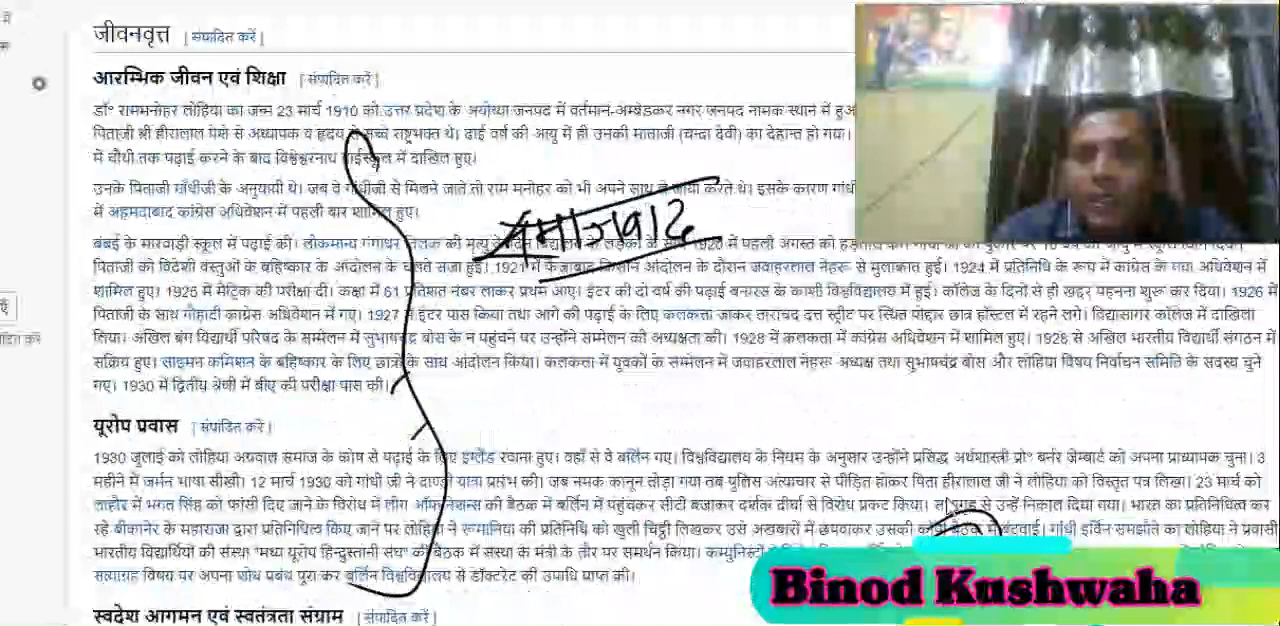 जीवनवृत्त [ संपादित करें ]
आरम्भिक जीवन एवं शिक्षा [ संपादित करें ]
डॉ॰ राममनोहर लोहिया का जन्म 23 मार्च 1910 को उत्तर प्रदेश के अयोध्या जनपद में वर्तमान-अम्बेडकर नगर जनपद नामक स्थान में
पिताजी श्री हीरालाल पेशे से अध्यापक व हृदय से सच्चे राष्ट्रभक्त थे। ढाई वर्ष की आयु में ही उनकी माताजी (चन्दा देवी) का देहान्त हो गया।
में चौथी तक पढ़ाई करने के बाद विश्वेश्वरनाथ हाईस्कूल में दाखिल हुए।
उनके पिताजी गाँधीजी के अनुयायी थे। जब वे गांधीजी से मिलने जाते तो राम मनोहर को भी अपने साथ ले जाया करते थे। इसके कारण गांधी
में अहमदाबाद कांग्रेस अधिवेशन में पहली बार शामिल हुए।
समाजवाद
बंबई के मारवाड़ी स्कूल में पढ़ाई की। लोकमान्य गंगाधर तिलक की मृत्यु के दिन विद्यालय के लड़कों के 1920 में पहली अगस्त को
पिताजी को विदेशी वस्तुओं के बहिष्कार के आंदोलन के चलते सजा हुई। 1921 में फैजाबाद किसान आंदोलन के दौरान जवाहरलाल नेहरू से मुलाकात हुई। 1924 में प्रतिनिधि के रूप में कांग्रेस के गया अधिवेशन में
शामिल हुए। 1925 में मैट्रिक की परीक्षा दी। कक्षा में 61 प्रतिशत नंबर लाकर प्रथम आए। इंटर की दो वर्ष की पढ़ाई बनारस के काशी विश्वविद्यालय में हुई। कॉलेज के दिनों से ही खद्दर पहनना शुरू कर दिया। 1926 में
पिताजी के साथ गौहाटी कांग्रेस अधिवेशन में गए। 1927 में इंटर पास किया तथा आगे की पढ़ाई के लिए कलकत्ता जाकर ताराचंद दत्त स्ट्रीट पर स्थित पोद्दार छात्र हॉस्टल में रहने लगे। विद्यासागर कॉलेज में दाखिला
लिया। अखिल बंग विद्यार्थी परिषद के सम्मेलन में सुभाषचंद्र बोस के न पहुंचने पर उन्होंने सम्मेलन की अध्यक्षता की। 1928 में कलकत्ता में कांग्रेस अधिवेशन में शामिल हुए। 1928 से अखिल भारतीय विद्यार्थी संगठन में
सक्रिय हुए। साइमन कमिशन के बहिष्कार के लिए छात्रों के साथ आंदोलन किया। कलकत्ता में युवकों के सम्मेलन में जवाहरलाल नेहरू अध्यक्ष तथा सुभाषचंद्र बोस और लोहिया विषय निर्वाचन समिति के सदस्य चुने
गए। 1930 में द्वितीय श्रेणी में बीए की परीक्षा पास की।
यूरोप प्रवास [ संपादित करें ]
1930 जुलाई को लोहिया अग्रवाल समाज के कोष से पढ़ाई के लिए इंग्लैंड रवाना हुए। वहाँ से वे बर्लिन गए। विश्वविद्यालय के नियम के अनुसार उन्होंने प्रसिद्ध अर्थशास्त्री प्रो॰ बर्नर जेम्बार्ट को अपना प्राध्यापक चुना। 3
महीने में जर्मन भाषा सीखी। 12 मार्च 1930 को गांधी जी ने दाण्डी यात्रा प्रारंभ की। जब नमक कानून तोड़ा गया तब पुलिस अत्याचार से पीड़ित होकर पिता हीरालाल जी ने लोहिया को विस्तृत पत्र लिखा। 23 मार्च को
लाहौर में भगत सिंह को फांसी दिए जाने के विरोध में लीग ऑफ नेशन्स की बैठक में बर्लिन में पहुंचकर सीटी बजाकर दर्शक दीर्घा से विरोध प्रकट किया। सभागृह से उन्हें निकाल दिया गया। भारत का प्रतिनिधित्व कर
रहे बीकानेर के महाराजा द्वारा प्रतिनिधित्व किए जाने पर लोहिया ने रूमानिया की प्रतिनिधि को खुली चिट्ठी लिखकर उसे अखबारों में छपवाकर उसकी कॉपी बैठक में बंटवाई। गांधी इर्विन समझौते का लोहिया ने प्रवासी
भारतीय विद्यार्थियों की संस्था "मध्य यूरोप हिन्दुस्तानी संघ" की बैठक में संस्था के मंत्री के तौर पर समर्थन किया। कम्युनिस्टों
सत्याग्रह विषय पर अपना शोध प्रबंध पूरा कर बर्लिन विश्वविद्यालय से डॉक्टरेट की उपाधि प्राप्त की।
Binod Kushwaha
स्वदेश आगमन एवं स्वतंत्रता संग्राम [ संपादित करें ]